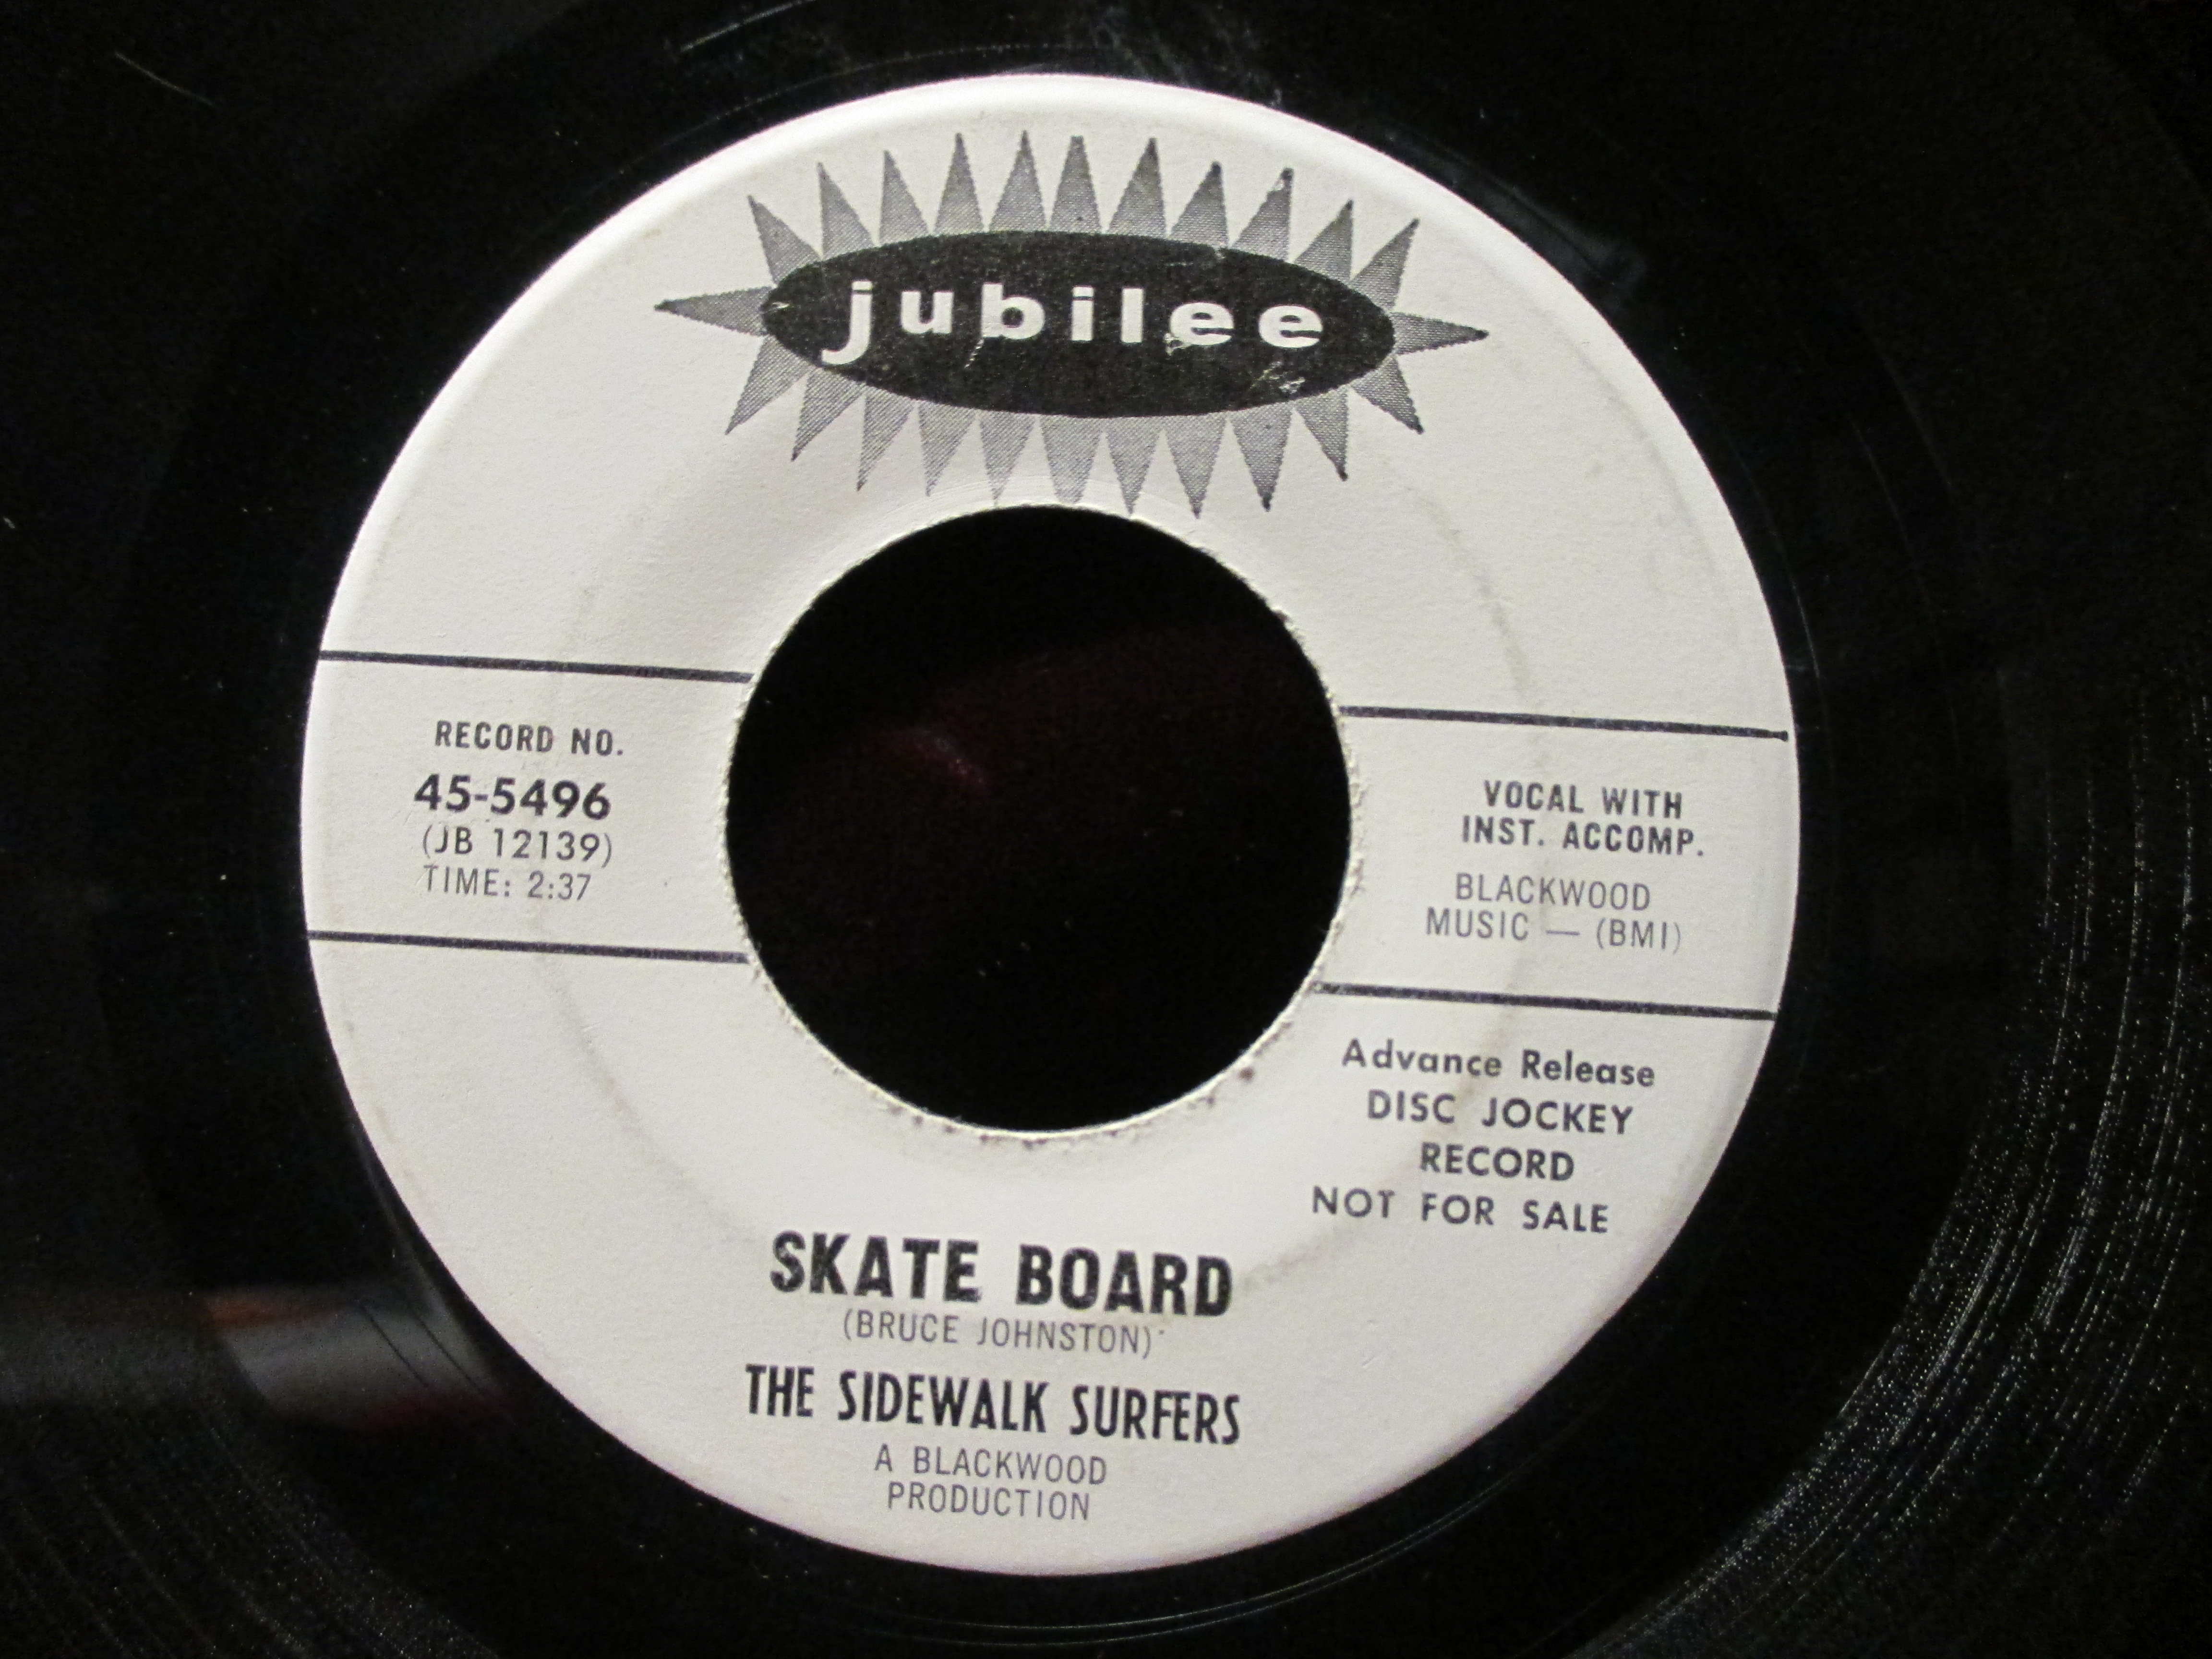 jubilee
RECORD NO.
45-5496
(JB 12139)
TIME: 2:37
VOCAL WITH
INST. ACCOMP.
BLACKWOOD
MUSIC — (BMI)
Advance Release
DISC JOCKEY
RECORD
NOT FOR SALE
SKATE BOARD
(BRUCE JOHNSTON)
THE SIDEWALK SURFERS
A BLACKWOOD
PRODUCTION